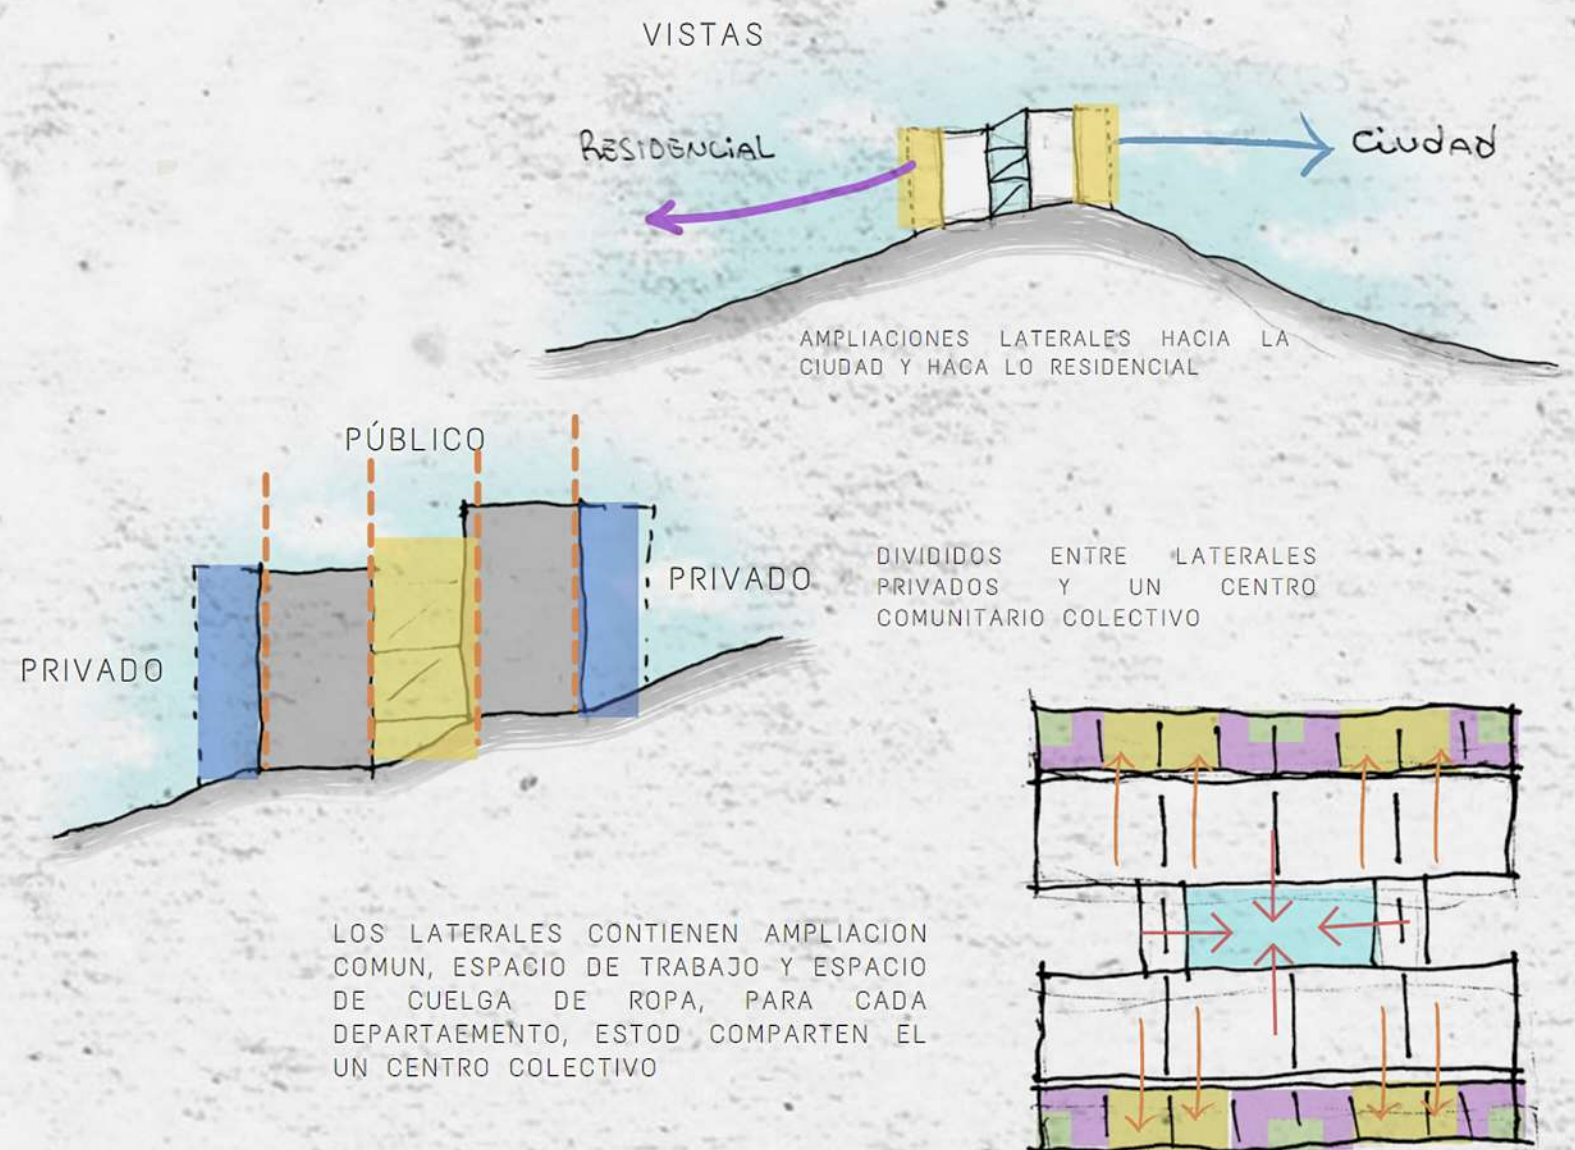 VISTAS
RESIDENCIAL
CIUDAD
AMPLIACIONES LATERALES HACIA LA
CIUDAD Y HACA LO RESIDENCIAL
PÚBLICO
PRIVADO
PRIVADO
DIVIDIDOS ENTRE LATERALES
PRIVADOS Y UN CENTRO
COMUNITARIO COLECTIVO
LOS LATERALES CONTIENEN AMPLIACION
COMUN, ESPACIO DE TRABAJO Y ESPACIO
DE CUELGA DE ROPA, PARA CADA
DEPARTAEMENTO, ESTOD COMPARTEN EL
UN CENTRO COLECTIVO